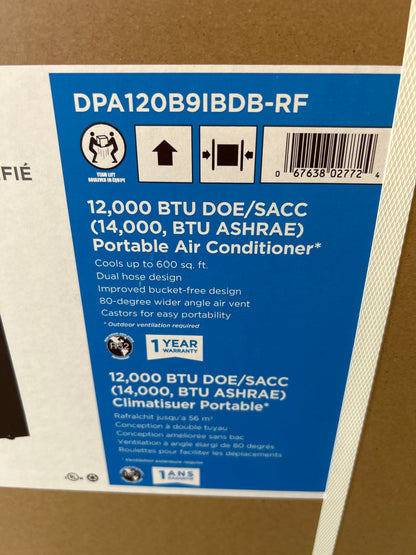 DPA120B9IBDB-RF
FIÉ
TEAM LIFT
0 67638 02772 4
12,000 BTU DOE/SACC
(14,000, BTU ASHRAE)
Portable Air Conditioner*
Cools up to 600 sq. ft.
Dual hose design
Improved bucket-free design
80-degree wider angle air vent
Castors for easy portability
* Outdoor ventilation required
1 YEAR
WARRANTY
12,000 BTU DOE/SACC
(14,000, BTU ASHRAE)
Climatisuer Portable*
Rafraîchit jusqu'a 56 m²
Conception à double tuyau
Conception améliorée sans bac
Ventilation à angle élargi de 80 degrés
Roulettes pour faciliter les déplacements
* Ventilation extérieure requise
1 ANS
GARANTIE